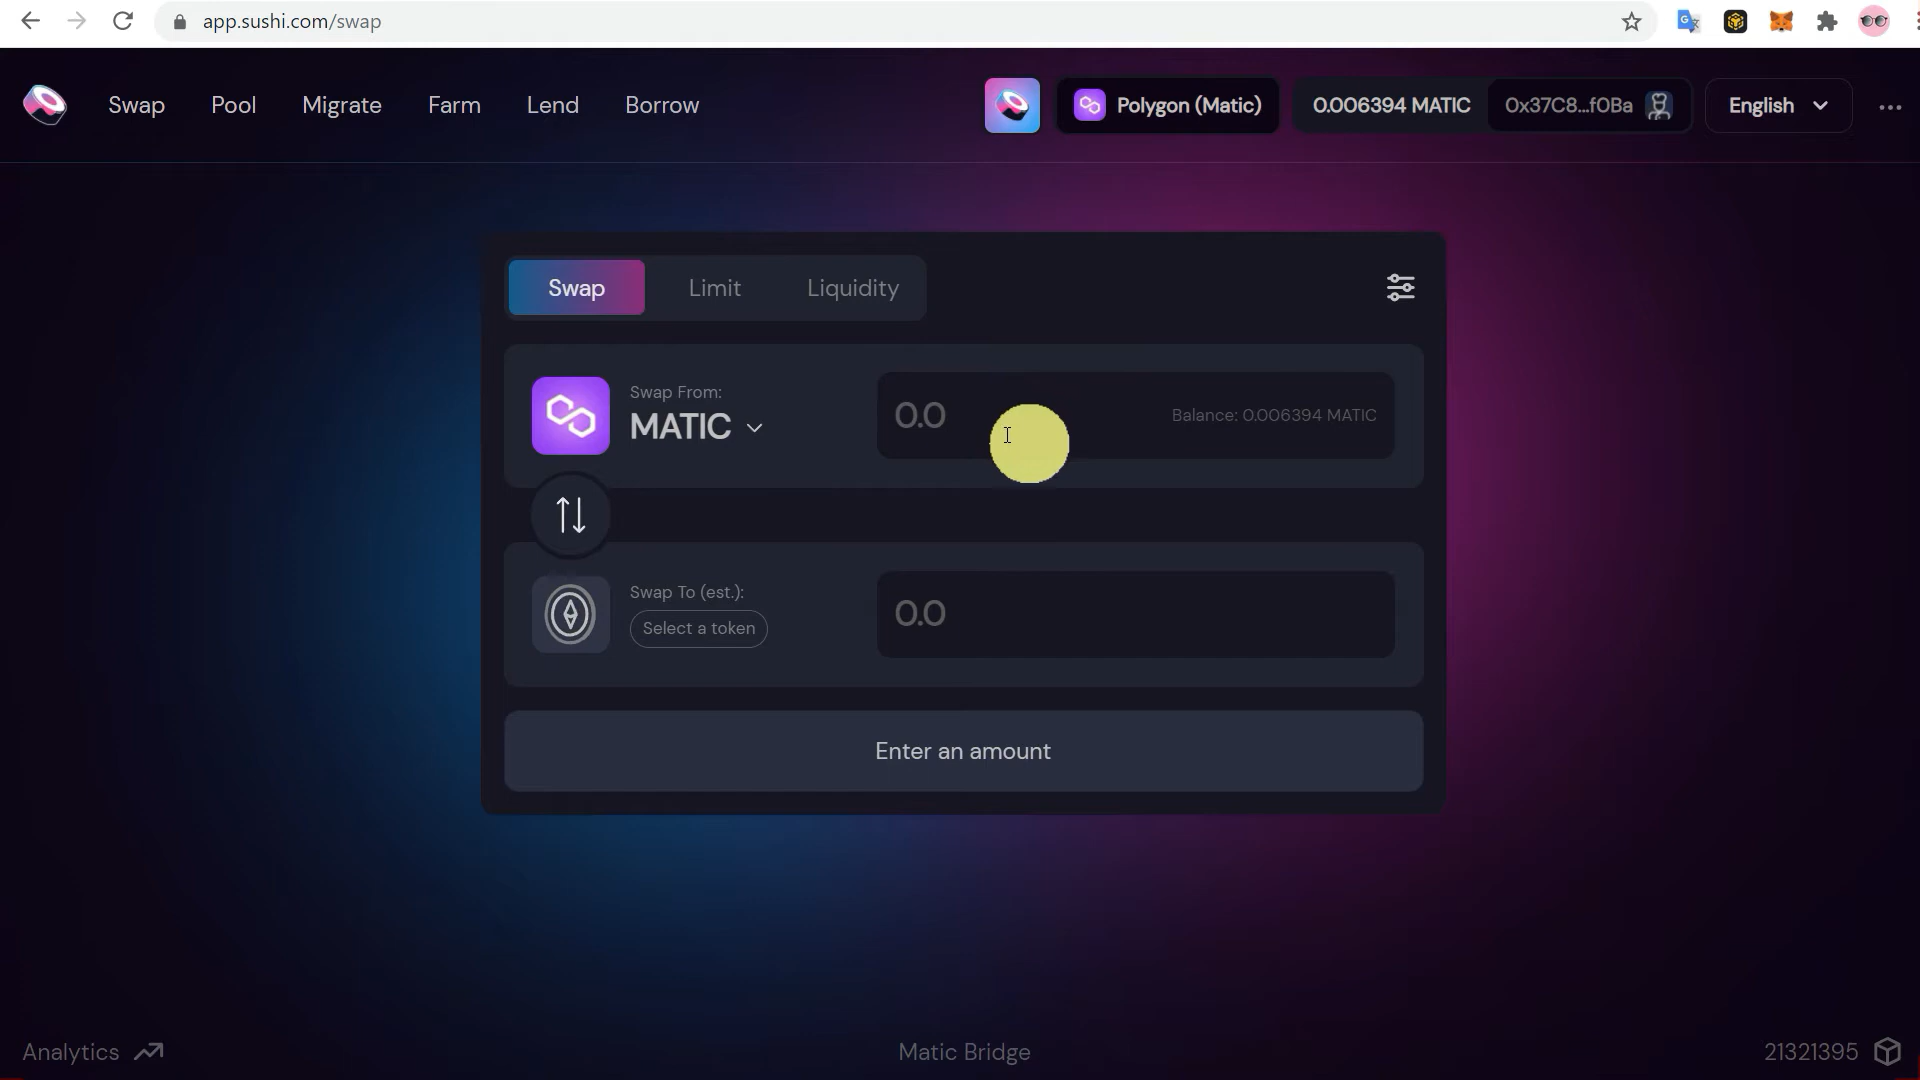 app.sushi.com/swap
Swap Pool Migrate Farm Lend Borrow Polygon (Matic) 0.006394 MATIC 0x37C8...f0Ba English ...
Swap Limit Liquidity
Swap From:
MATIC
0.0 Balance: 0.006394 MATIC
Swap To (est.):
Select a token
0.0
Enter an amount
Analytics Matic Bridge 21321395